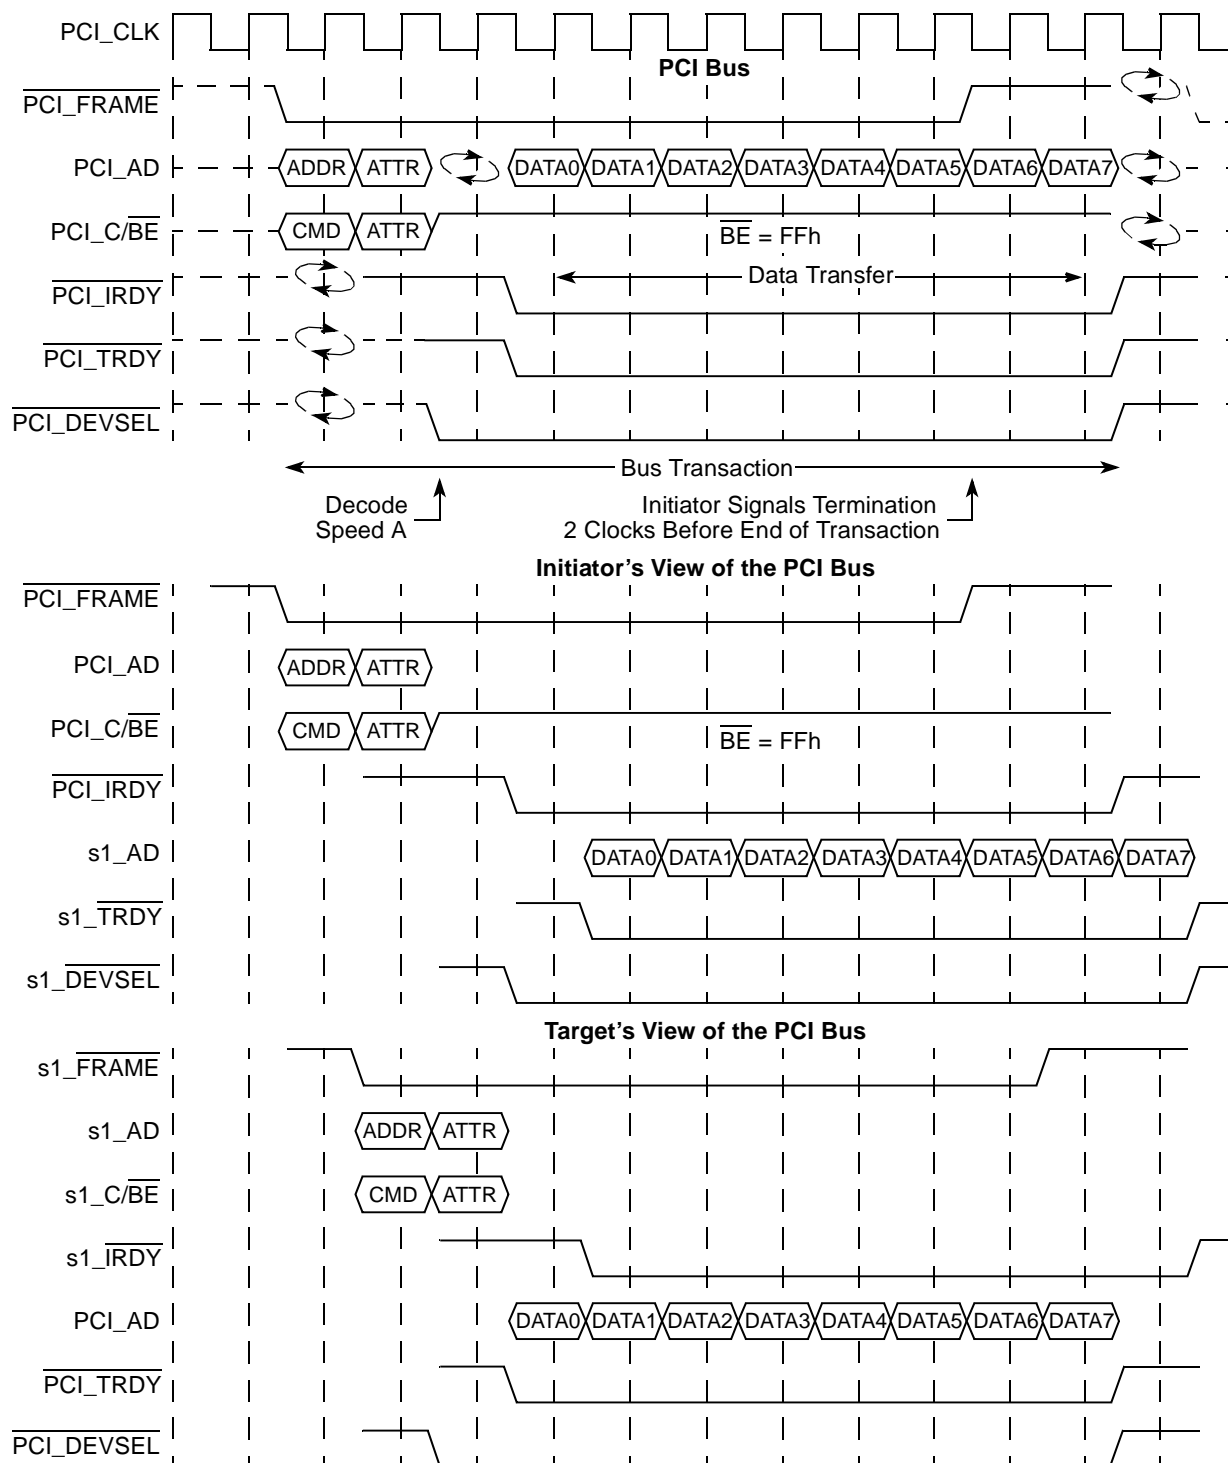 PCI_CLK
PCI Bus
PCI_FRAME
PCI_AD ADDR ATTR DATA0 DATA1 DATA2 DATA3 DATA4 DATA5 DATA6 DATA7
PCI_C/BE CMD ATTR BE = FFh
PCI_IRDY Data Transfer
PCI_TRDY
PCI_DEVSEL
Bus Transaction
Decode Speed A
Initiator Signals Termination
2 Clocks Before End of Transaction
Initiator's View of the PCI Bus
PCI_FRAME
PCI_AD ADDR ATTR
PCI_C/BE CMD ATTR BE = FFh
PCI_IRDY
s1_AD DATA0 DATA1 DATA2 DATA3 DATA4 DATA5 DATA6 DATA7
s1_TRDY
s1_DEVSEL
Target's View of the PCI Bus
s1_FRAME
s1_AD ADDR ATTR
s1_C/BE CMD ATTR
s1_IRDY
PCI_AD DATA0 DATA1 DATA2 DATA3 DATA4 DATA5 DATA6 DATA7
PCI_TRDY
PCI_DEVSEL